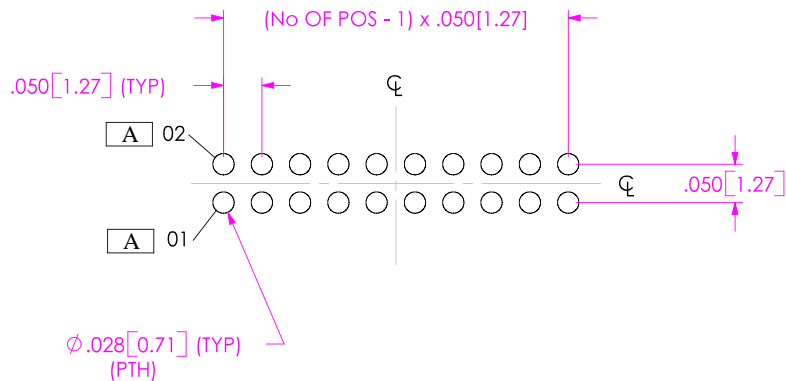 (No OF POS - 1) x .050[1.27]
.050[1.27] (TYP)
℄
A 02
℄
.050[1.27]
A 01
∅.028[0.71] (TYP)
(PTH)